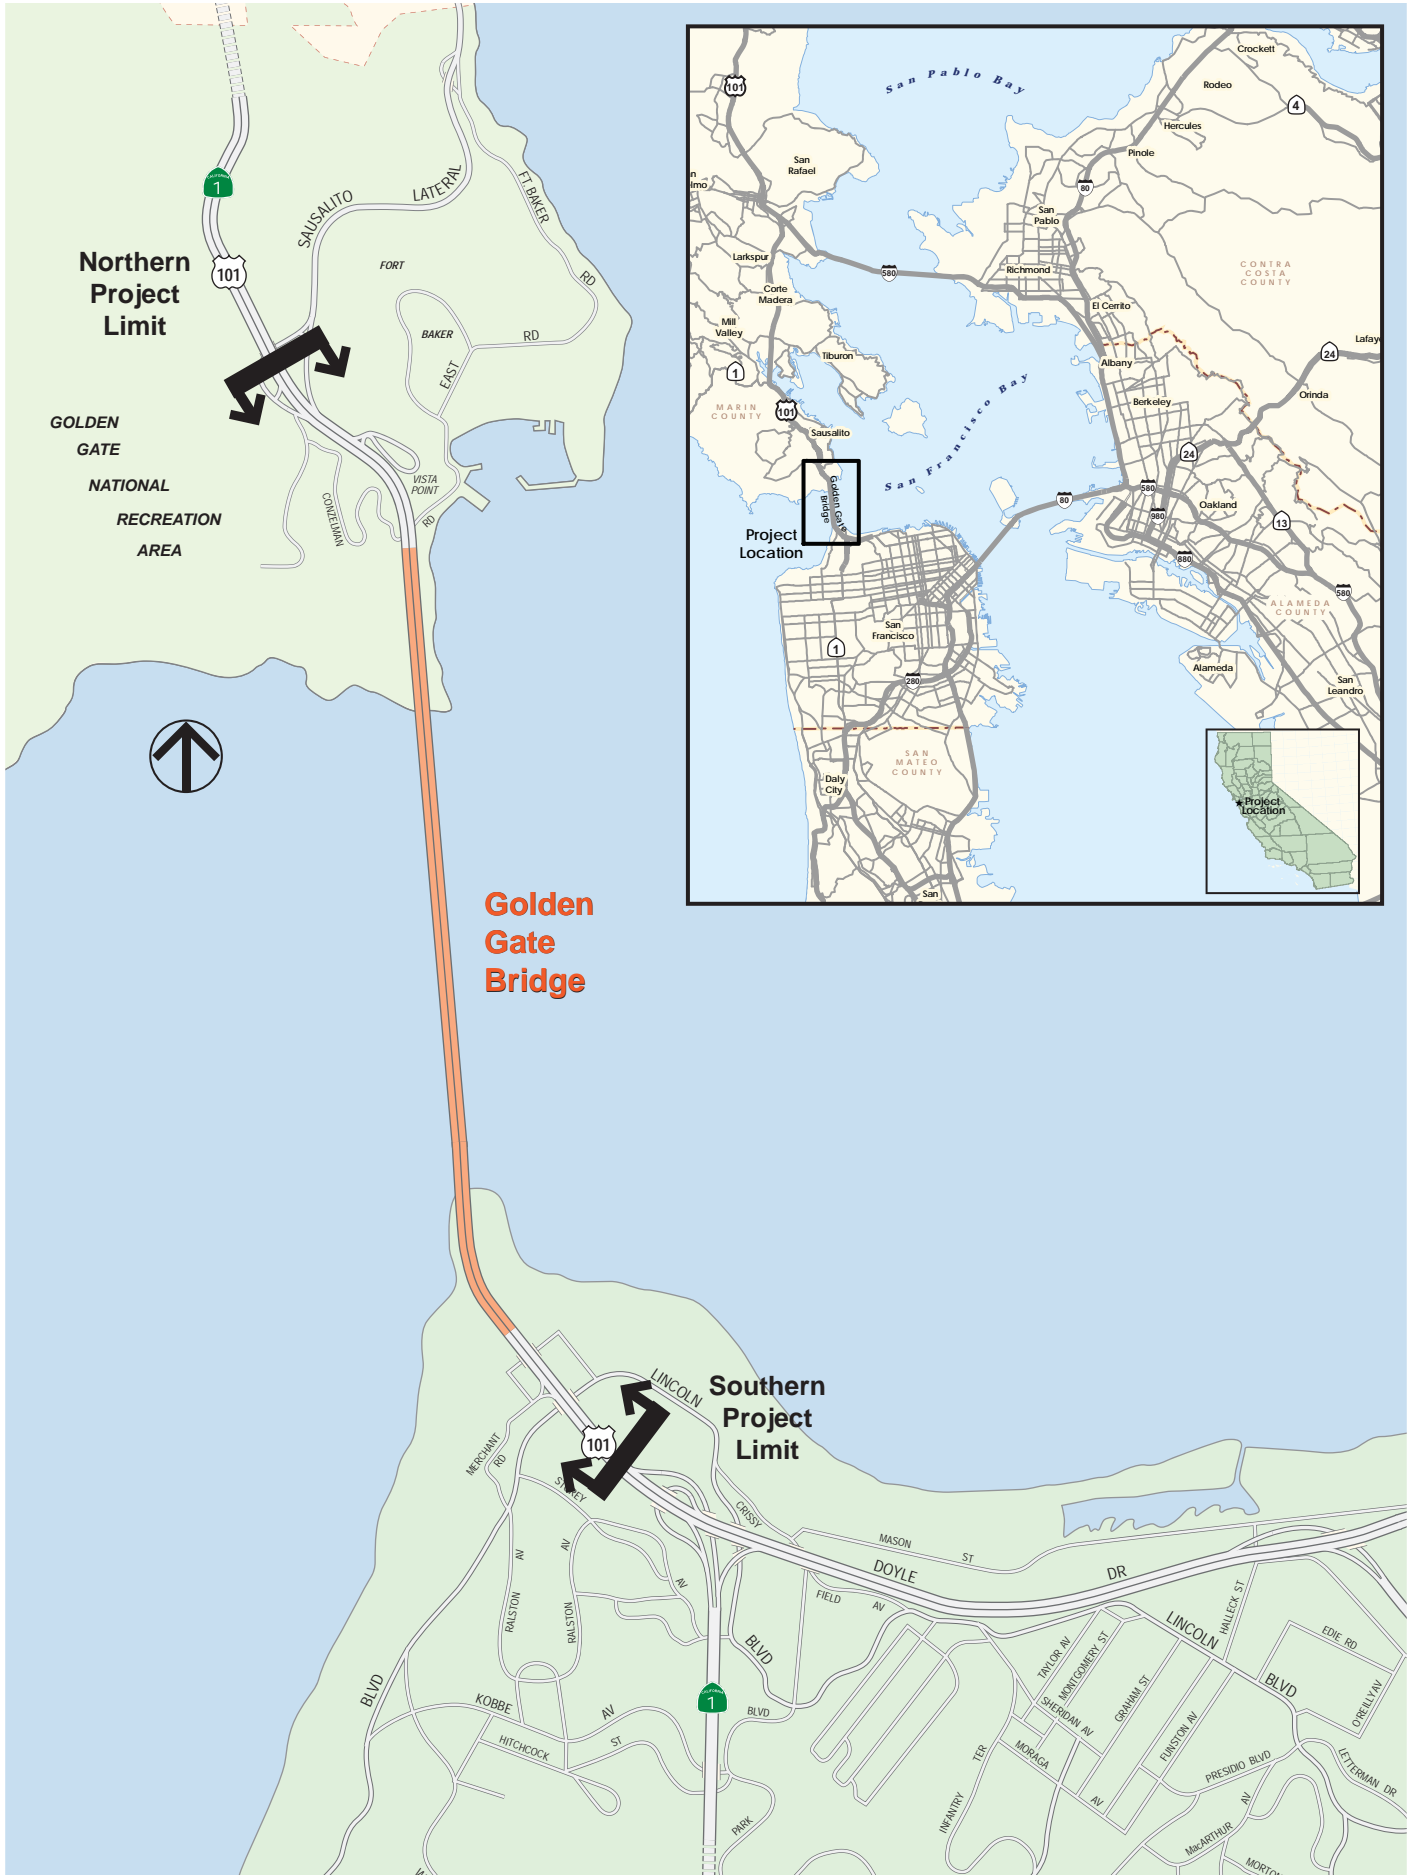 CALIFORNIA
1
SAUSALITO
LATERAL
FT. BAKER
RD
101
Northern
Project
Limit
FORT
BAKER
RD
EAST
GOLDEN
GATE
NATIONAL
RECREATION
AREA
CONZELMAN
VISTA
POINT
RD
Golden
Gate
Bridge
LINCOLN
Southern
Project
Limit
101
MERCHANT
RD
STOREY
AV
CRISSY
MASON
ST
DOYLE
DR
FIELD
AV
RALSTON
AV
RALSTON
AV
BLVD
LINCOLN
BLVD
HALLECK ST
EDIE RD
O'REILLY AV
TAYLOR AV
MONTGOMERY ST
SHERIDAN AV
GRAHAM ST
FUNSTON AV
PRESIDIO BLVD
LETTERMAN DR
BLVD
KOBBE
AV
HITCHCOCK
ST
CALIFORNIA
1
BLVD
PARK
INFANTRY
TER
MORAGA
AV
MacARTHUR
AV
San Pablo Bay
Crockett
Rodeo
4
Hercules
Pinole
101
San
Rafael
80
San
Pablo
Larkspur
580
Richmond
CONTRA
COSTA
COUNTY
Corte
Madera
El Cerrito
Mill
Valley
Tiburon
24
Albany
1
San Francisco Bay
Berkeley
Orinda
MARIN
COUNTY
101
Sausalito
24
Golden Gate
Bridge
80
580
Oakland
980
13
Project
Location
880
580
ALAMEDA
COUNTY
San
Francisco
1
Alameda
280
San
Leandro
SAN
MATEO
COUNTY
Daly
City
San
Project
Location